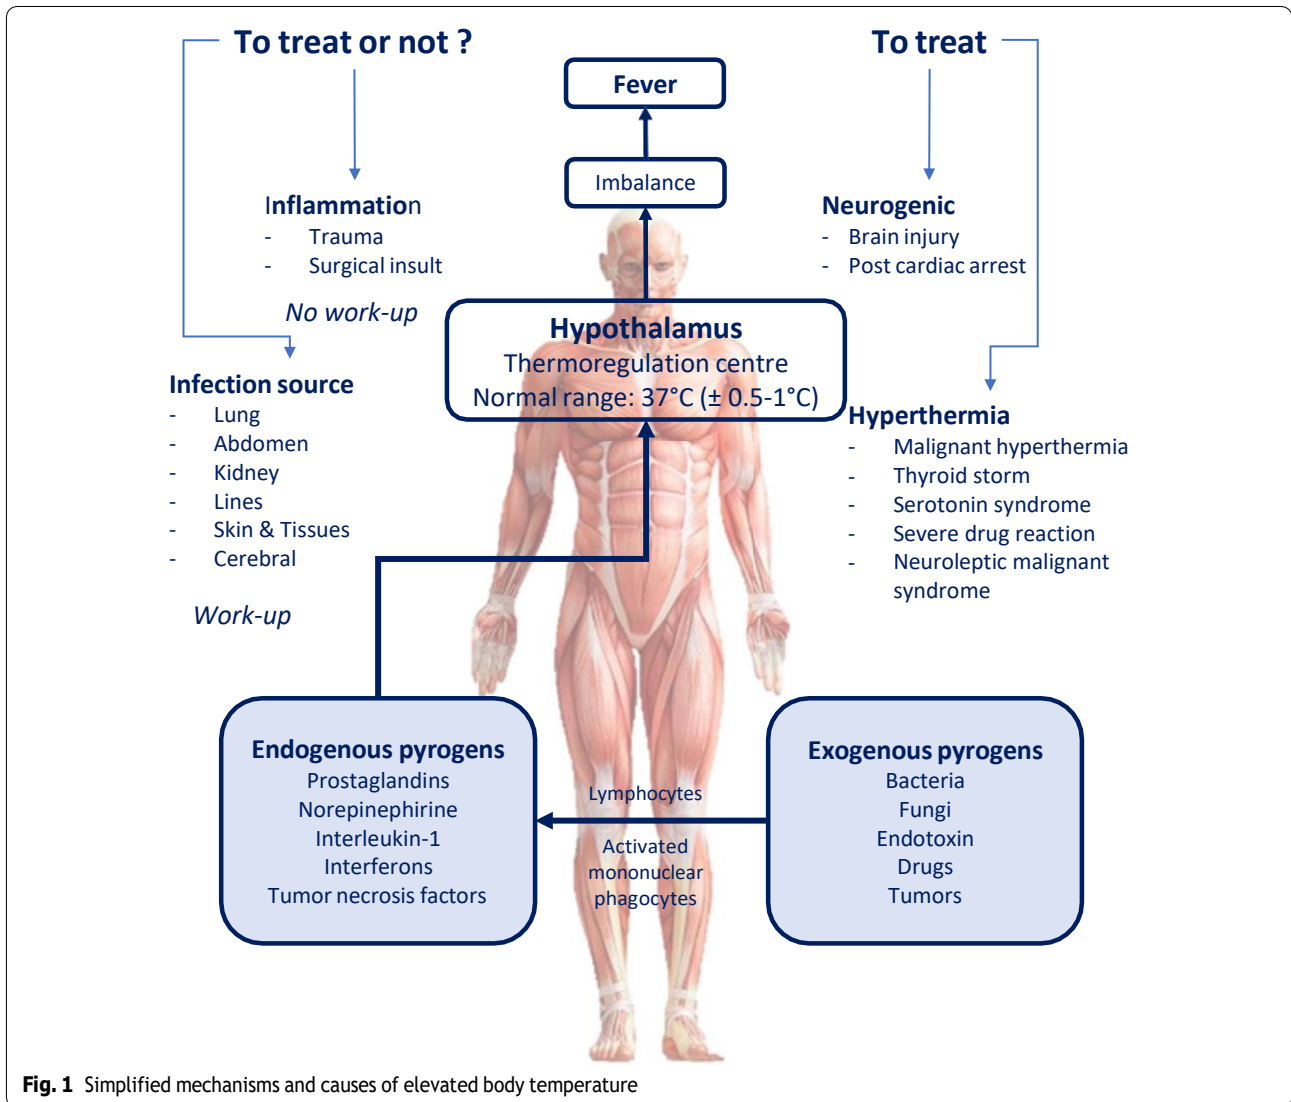 To treat or not ?
To treat
Fever
Imbalance
Inflammation
- Trauma
- Surgical insult
No work-up
Neurogenic
- Brain injury
- Post cardiac arrest
Hypothalamus
Thermoregulation centre
Normal range: 37°C (± 0.5-1°C)
Infection source
- Lung
- Abdomen
- Kidney
- Lines
- Skin & Tissues
- Cerebral
Work-up
Hyperthermia
- Malignant hyperthermia
- Thyroid storm
- Serotonin syndrome
- Severe drug reaction
- Neuroleptic malignant
syndrome
Endogenous pyrogens
Prostaglandins
Norepinephirine
Interleukin-1
Interferons
Tumor necrosis factors
Lymphocytes
Activated
mononuclear
phagocytes
Exogenous pyrogens
Bacteria
Fungi
Endotoxin
Drugs
Tumors
Fig. 1 Simplified mechanisms and causes of elevated body temperature